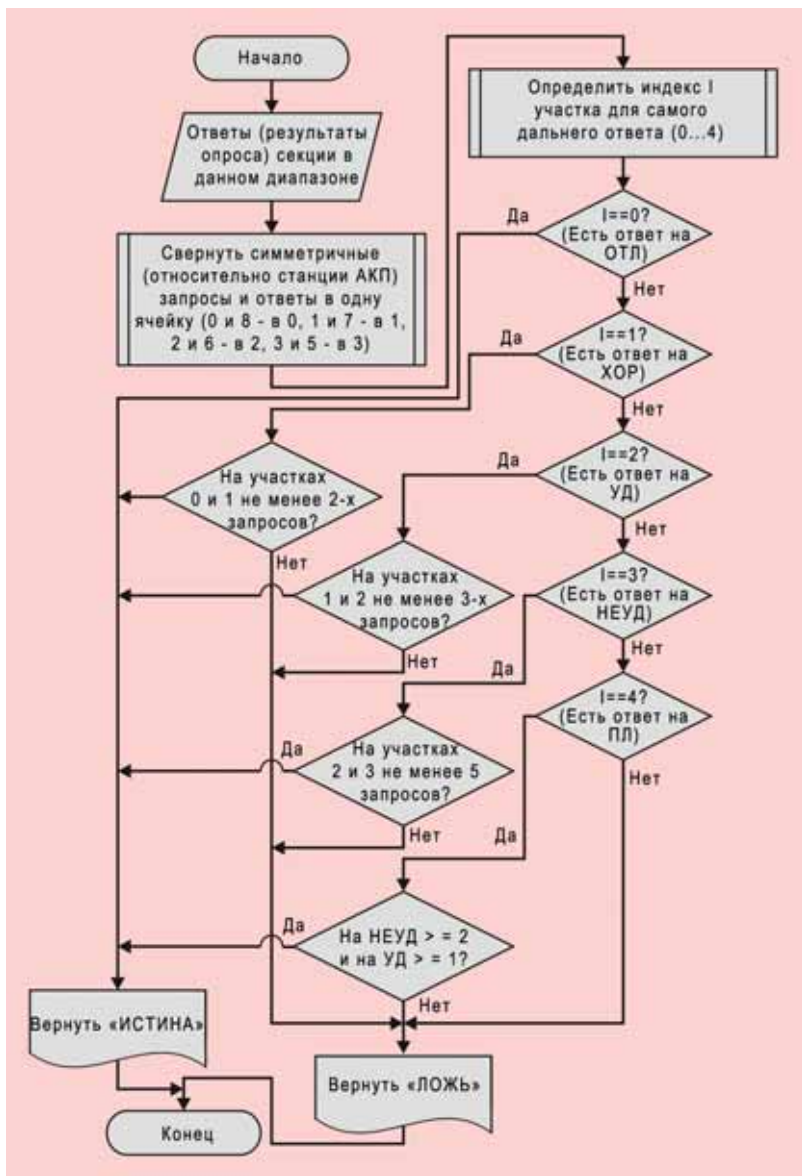 Начало
Ответы (результаты
опроса) секции в
данном диапазоне
Свернуть симметричные
(относительно станции АКП)
запросы и ответы в одну
ячейку (0 и 8 - в 0, 1 и 7 - в 1,
2 и 6 - в 2, 3 и 5 - в 3)
Определить индекс I
участка для самого
дальнего ответа (0...4)
Да
I==0?
(Есть ответ на
ОТЛ)
Нет
Да
I==1?
(Есть ответ на
ХОР)
Нет
На участках
0 и 1 не менее 2-х
запросов?
Нет
Да
I==2?
(Есть ответ на
УД)
Нет
На участках
1 и 2 не менее 3-х
запросов?
Нет
I==3?
(Есть ответ на
НЕУД)
Нет
Да
На участках
2 и 3 не менее 5
запросов?
Да
Нет
I==4?
(Есть ответ на
ПЛ)
Нет
Да
На НЕУД > = 2
и на УД > = 1?
Да
Нет
Вернуть «ИСТИНА»
Вернуть «ЛОЖЬ»
Конец